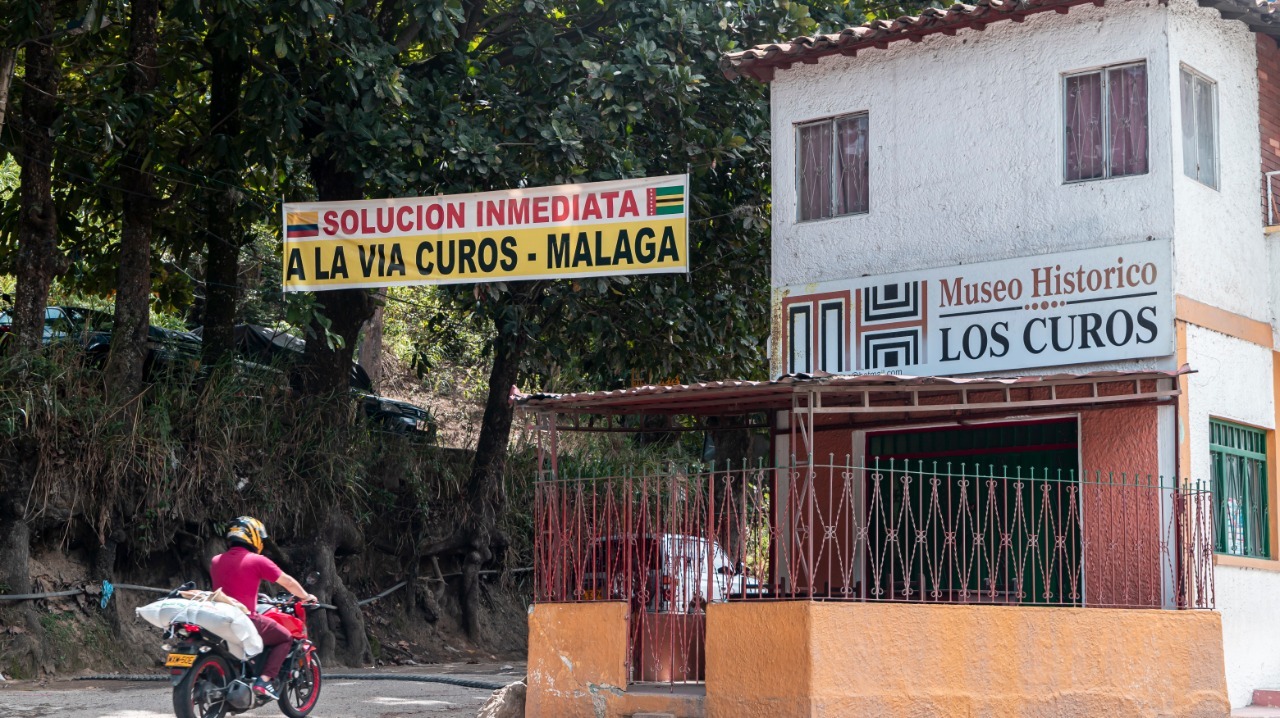 SOLUCION INMEDIATA
A LA VIA CUROS - MALAGA
Museo Historico
LOS CUROS